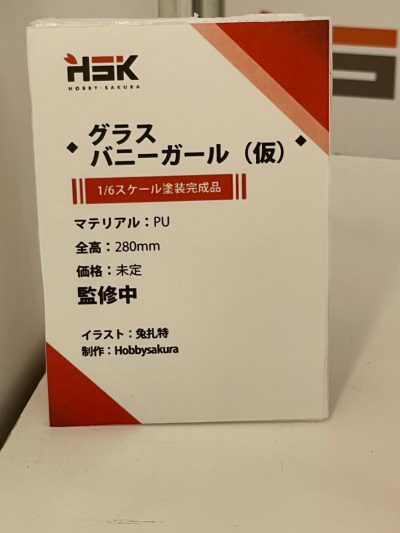 HSK
HOBBY·SAKURA
グラス
バニーガール（仮）
1/6スケール塗装完成品
マテリアル：PU
全高：280mm
価格：未定
監修中
イラスト：兔扎特
制作：Hobbysakura